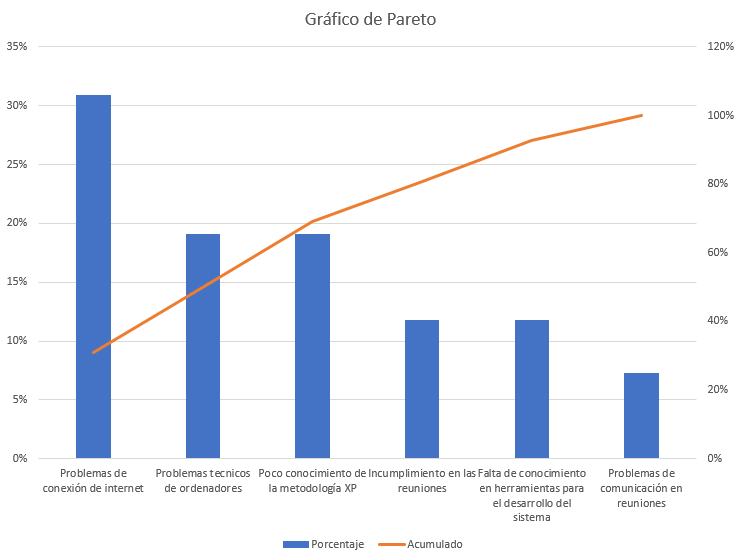 Gráfico de Pareto
35%
30%
25%
20%
15%
10%
5%
0%
120%
100%
80%
60%
40%
20%
0%
Problemas de
conexión de internet
Problemas tecnicos
de ordenadores
Poco conocimiento de
la metodología XP
Incumplimiento en las
reuniones
Falta de conocimiento
en herramientas para
el desarrollo del
sistema
Problemas de
comunicación en
reuniones
Porcentaje
Acumulado